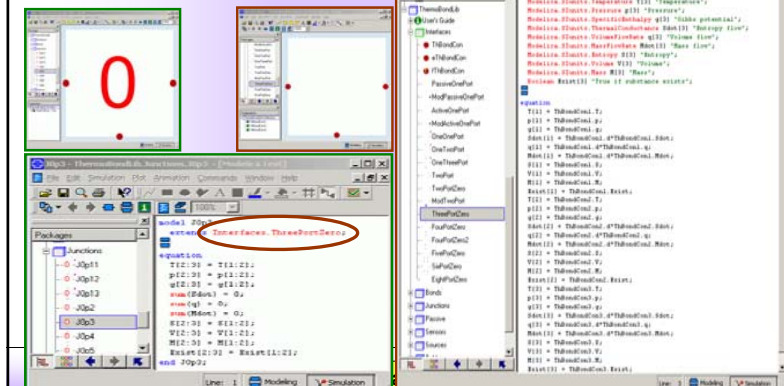 0
J0p3 - ThermoBondLib.Junctions.J0p3 - [Modelica Text]
File Edit Simulation Plot Animation Commands Window Help
100%
Packages
Junctions
J0p11
J0p12
J0p13
J0p2
J0p3
J0p4
J0p5
model J0p3
extends Interfaces.ThreePortZero;
equation
T[2:3] = T[1:2];
p[2:3] = p[1:2];
g[2:3] = g[1:2];
sum(Sdot) = 0;
sum(q) = 0;
sum(Mdot) = 0;
S[2:3] = S[1:2];
V[2:3] = V[1:2];
M[2:3] = M[1:2];
Exist[2:3] = Exist[1:2];
end J0p3;
Line: 1 Modeling Simulation
ThermoBondLib
User's Guide
Interfaces
ThBondCon
eThBondCon
fThBondCon
PassiveOnePort
ModPassiveOnePort
ActiveOnePort
ModActiveOnePort
OneOnePort
OneTwoPort
OneThreePort
TwoPort
TwoPortZero
ModTwoPort
ThreePortZero
FourPortZero
FourPortZero2
FivePortZero
SixPortZero
EightPortZero
Bonds
Junctions
Passive
Sensors
Sources
Modelica.SIunits.Temperature T[3] "Temperature";
Modelica.SIunits.Pressure p[3] "Pressure";
Modelica.SIunits.SpecificEnthalpy g[3] "Gibbs potential";
Modelica.SIunits.ThermalConductance Sdot[3] "Entropy flow";
Modelica.SIunits.VolumeFlowRate q[3] "Volume flow";
Modelica.SIunits.MassFlowRate Mdot[3] "Mass flow";
Modelica.SIunits.Entropy S[3] "Entropy";
Modelica.SIunits.Volume V[3] "Volume";
Modelica.SIunits.Mass M[3] "Mass";
Boolean Exist[3] "True if substance exists";
equation
T[1] = ThBondCon1.T;
p[1] = ThBondCon1.p;
g[1] = ThBondCon1.g;
Sdot[1] = ThBondCon1.d*ThBondCon1.Sdot;
q[1] = ThBondCon1.d*ThBondCon1.q;
Mdot[1] = ThBondCon1.d*ThBondCon1.Mdot;
S[1] = ThBondCon1.S;
V[1] = ThBondCon1.V;
M[1] = ThBondCon1.M;
Exist[1] = ThBondCon1.Exist;
T[2] = ThBondCon2.T;
p[2] = ThBondCon2.p;
g[2] = ThBondCon2.g;
Sdot[2] = ThBondCon2.d*ThBondCon2.Sdot;
q[2] = ThBondCon2.d*ThBondCon2.q;
Mdot[2] = ThBondCon2.d*ThBondCon2.Mdot;
S[2] = ThBondCon2.S;
V[2] = ThBondCon2.V;
M[2] = ThBondCon2.M;
Exist[2] = ThBondCon2.Exist;
T[3] = ThBondCon3.T;
p[3] = ThBondCon3.p;
g[3] = ThBondCon3.g;
Sdot[3] = ThBondCon3.d*ThBondCon3.Sdot;
q[3] = ThBondCon3.d*ThBondCon3.q;
Mdot[3] = ThBondCon3.d*ThBondCon3.Mdot;
S[3] = ThBondCon3.S;
V[3] = ThBondCon3.V;
M[3] = ThBondCon3.M;
Exist[3] = ThBondCon3.Exist;
Line: 1 Modeling Simulation